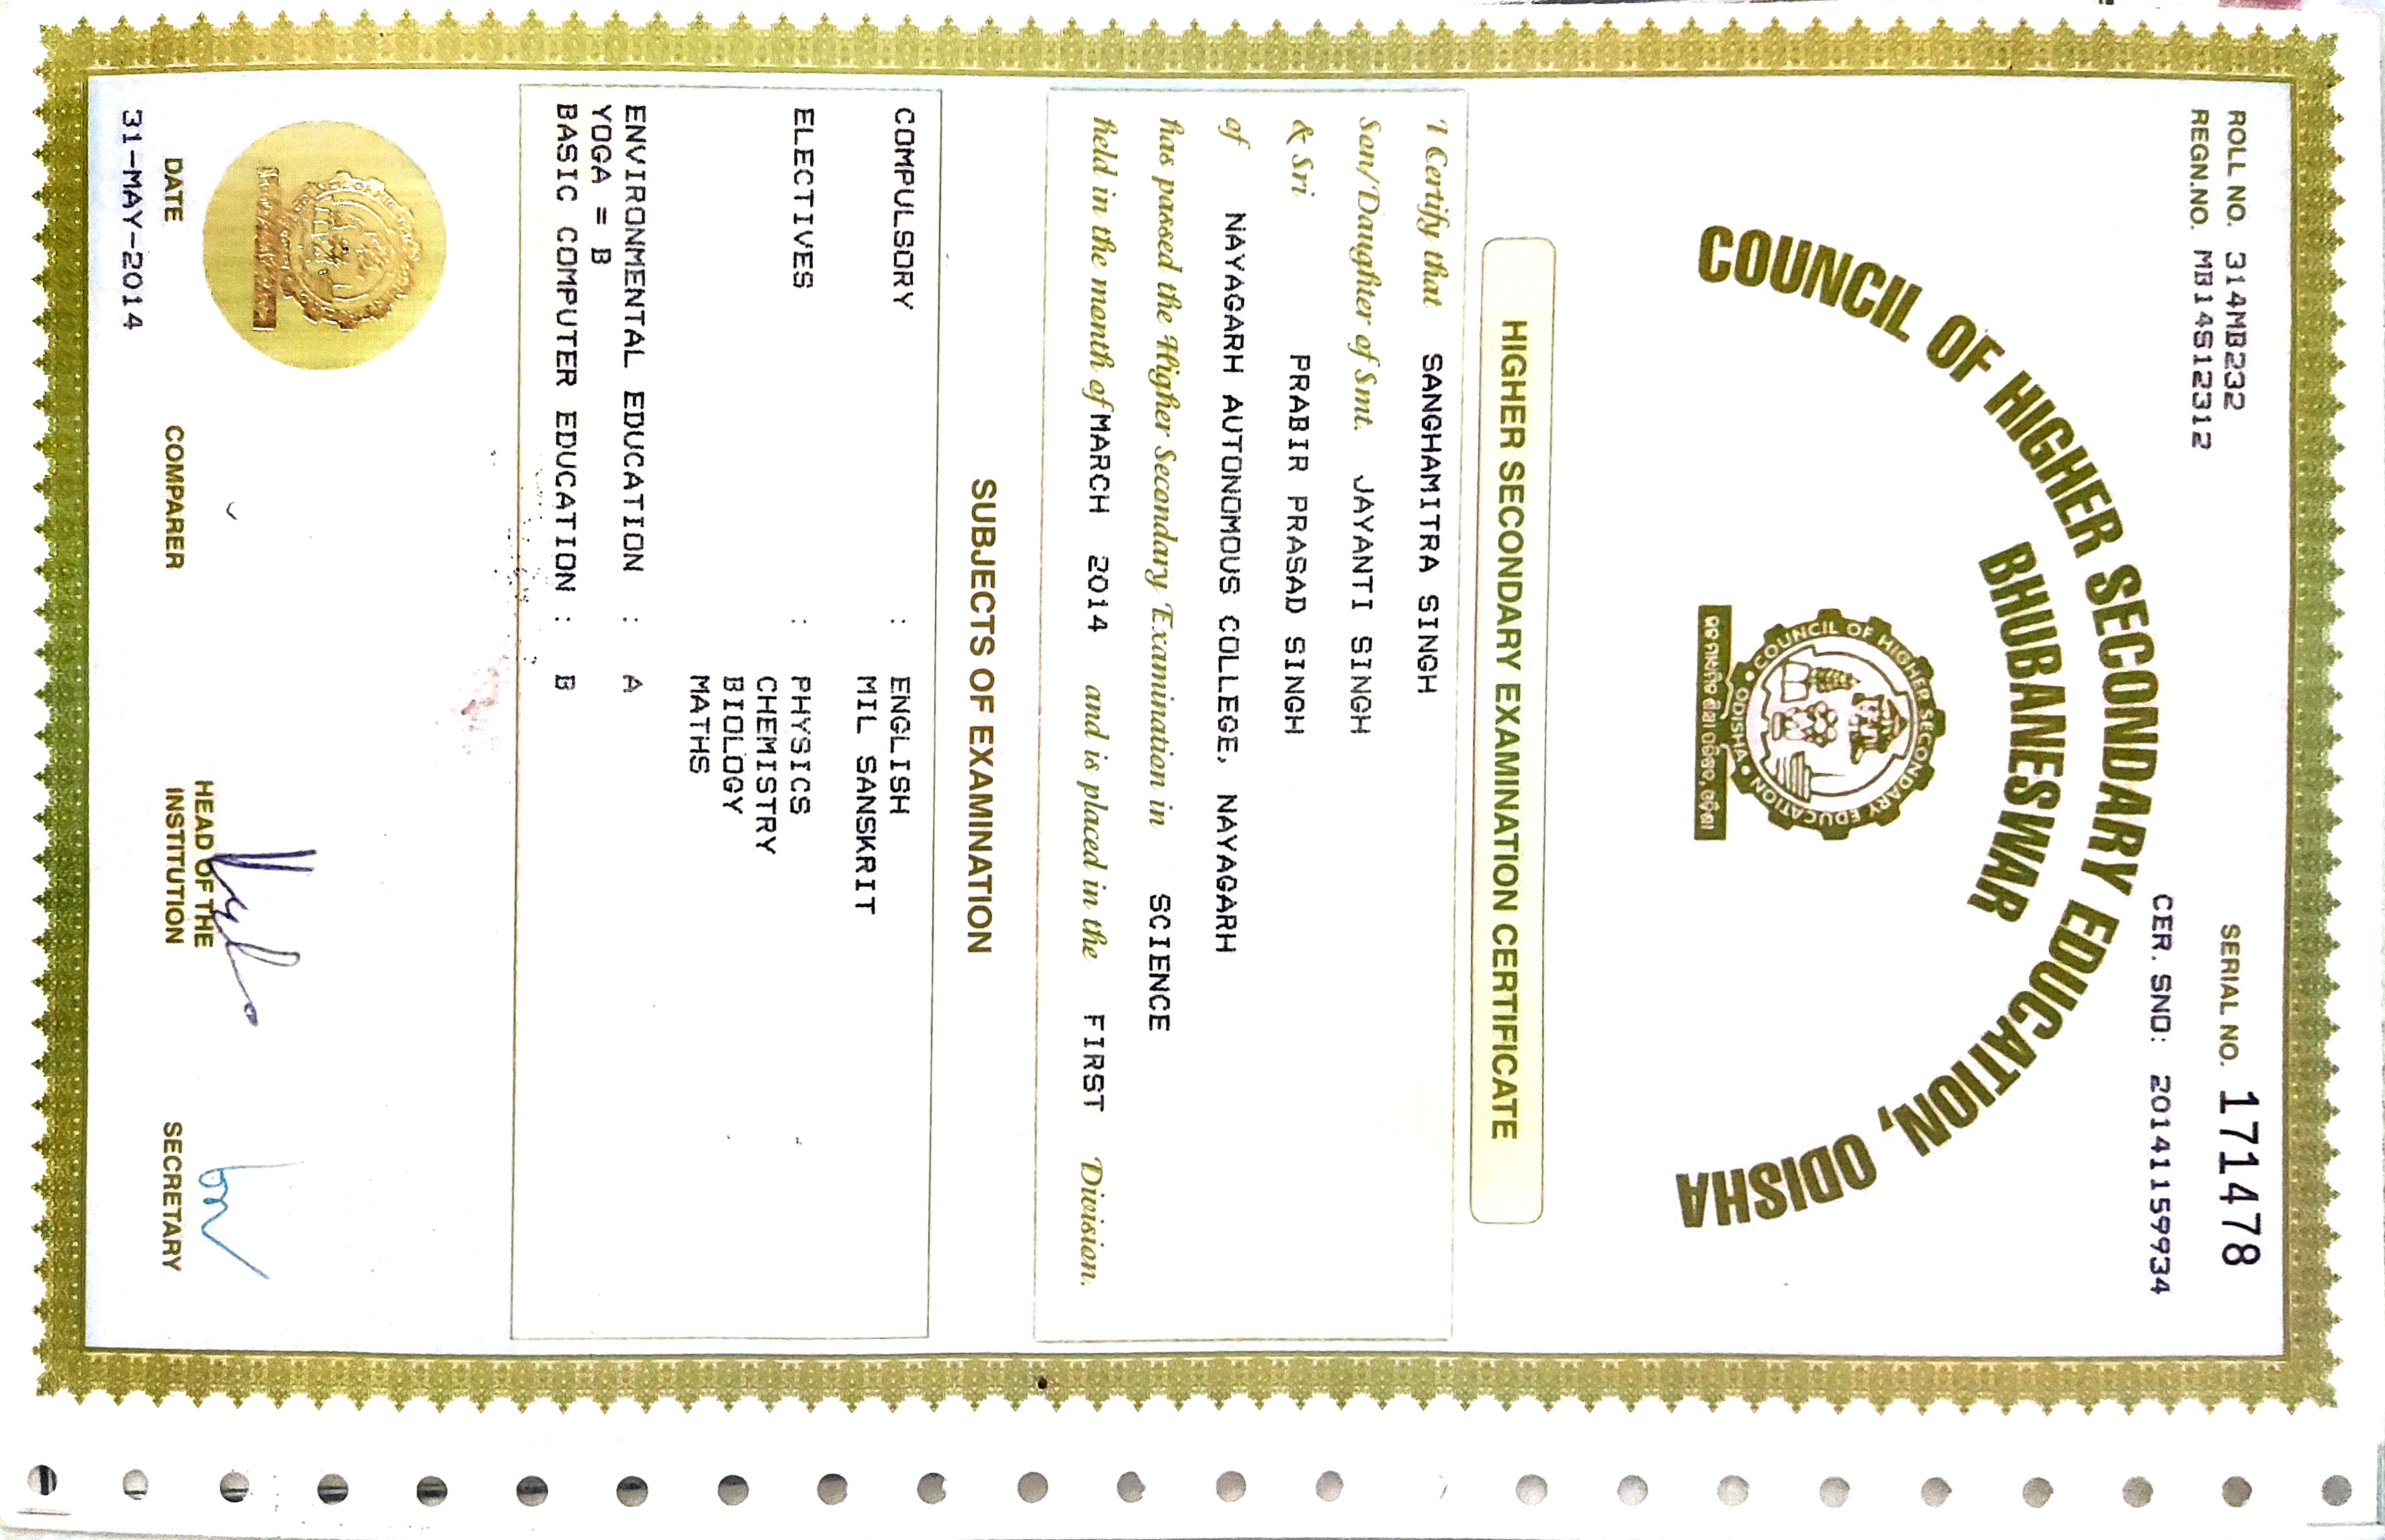 ROLL NO. 314MB232
REGN.NO. MB14S12312
SERIAL NO. 171478
CER. SNO: 20141159934
COUNCIL OF HIGHER SECONDARY EDUCATION, ODISHA
BHUBANESWAR
COUNCIL OF HIGHER SECONDARY EDUCATION
• ODISHA •
HIGHER SECONDARY EXAMINATION CERTIFICATE
I Certify that SANGHAMITRA SINGH
Son/Daughter of Smt. JAYANTI SINGH
& Sri PRABIR PRASAD SINGH
of NAYAGARH AUTONOMOUS COLLEGE, NAYAGARH
has passed the Higher Secondary Examination in SCIENCE
held in the month of MARCH 2014 and is placed in the FIRST Division.
SUBJECTS OF EXAMINATION
COMPULSORY : ENGLISH
MIL SANSKRIT
ELECTIVES : PHYSICS
CHEMISTRY
BIOLOGY
MATHS
ENVIRONMENTAL EDUCATION : A
YOGA = B
BASIC COMPUTER EDUCATION : B
DATE
31-MAY-2014
COMPARER
HEAD OF THE
INSTITUTION
SECRETARY